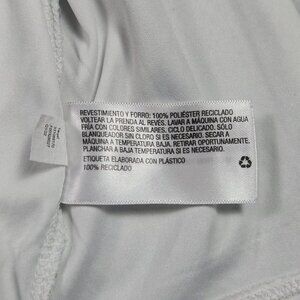 REVESTIMIENTO Y FORRO: 100% POLIÉSTER RECICLADO
VOLTEAR LA PRENDA AL REVÉS. LAVAR A MÁQUINA CON AGUA
FRÍA CON COLORES SIMILARES. CICLO DELICADO. SÓLO
BLANQUEADOR SIN CLORO SI ES NECESARIO. SECAR A
MÁQUINA A TEMPERATURA BAJA. RETIRAR OPORTUNAMENTE.
PLANCHAR A BAJA TEMPERATURA SI ES NECESARIO.
ETIQUETA ELABORADA CON PLÁSTICO
100% RECICLADO